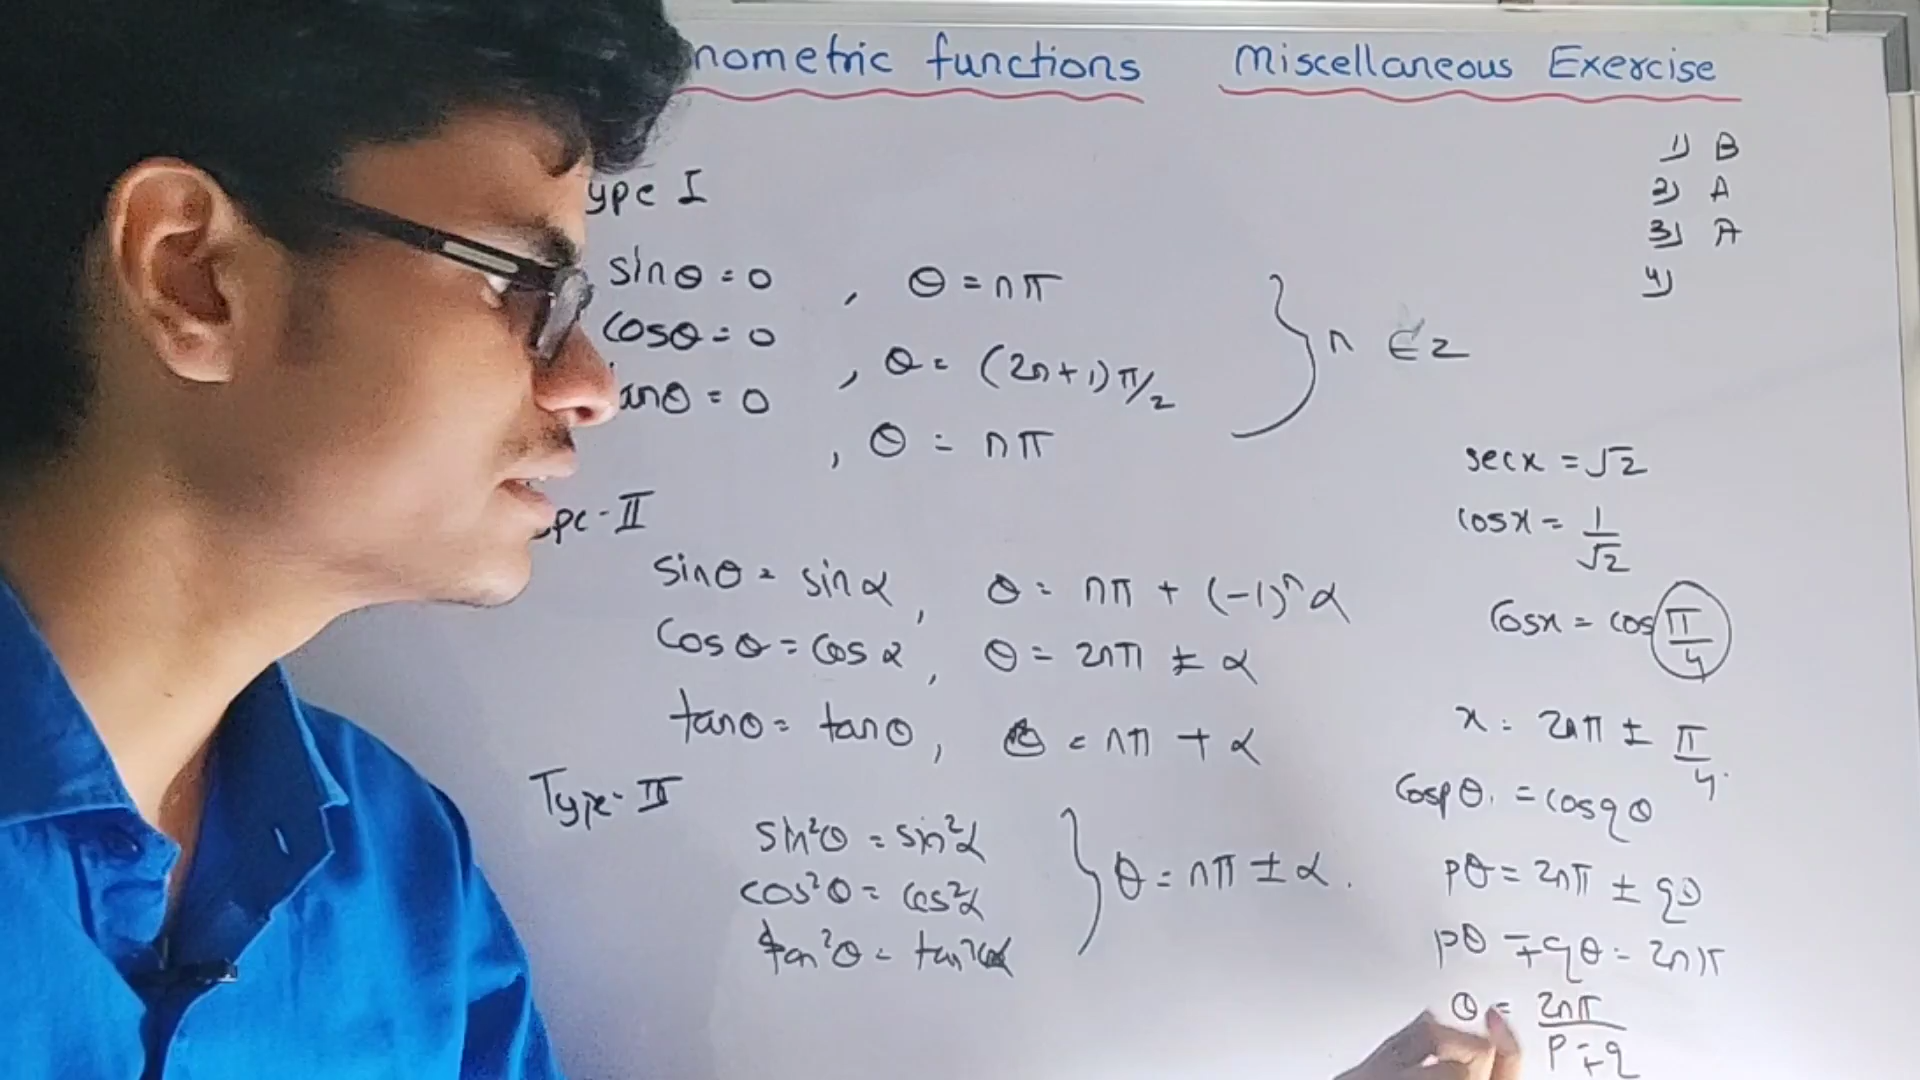 nometric functions Miscellaneous Exercise
1) B
2) A
3) A
4)
ype I
sinθ = 0 , θ = nπ
cosθ = 0 , θ = (2n+1)π/2
anθ = 0 , θ = nπ
} n ∈ z
ype-II
sinθ = sinα , θ = nπ + (-1)ⁿα
cosθ = cosα , θ = 2nπ ± α
tanθ = tanθ , θ = nπ + α
Type-III
sin²θ = sin²α
cos²θ = cos²α
tan²θ = tan²α
} θ = nπ ± α.
secx = √2
cosx = 1/√2
cosx = cos π/4
x = 2nπ ± π/4.
cospθ = cosqθ
pθ = 2nπ ± qθ
pθ ∓ qθ = 2nπ
θ = 2nπ/p∓q